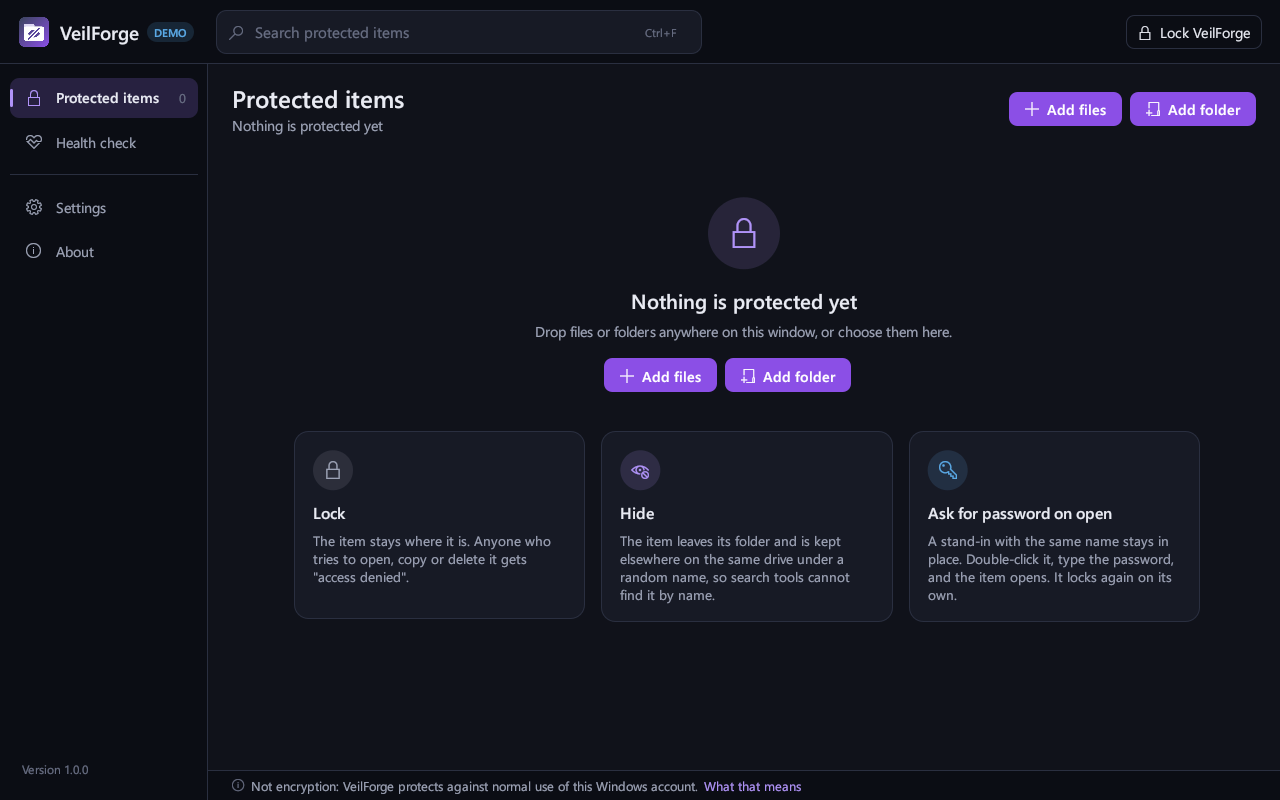 VeilForge DEMO
Search protected items Ctrl+F
Lock VeilForge
Protected items 0
Health check
Settings
About
Version 1.0.0
Protected items
Nothing is protected yet
Add files
Add folder
Nothing is protected yet
Drop files or folders anywhere on this window, or choose them here.
Add files
Add folder
Lock
The item stays where it is. Anyone who
tries to open, copy or delete it gets
"access denied".
Hide
The item leaves its folder and is kept
elsewhere on the same drive under a
random name, so search tools cannot
find it by name.
Ask for password on open
A stand-in with the same name stays in
place. Double-click it, type the password,
and the item opens. It locks again on its
own.
Not encryption: VeilForge protects against normal use of this Windows account. What that means